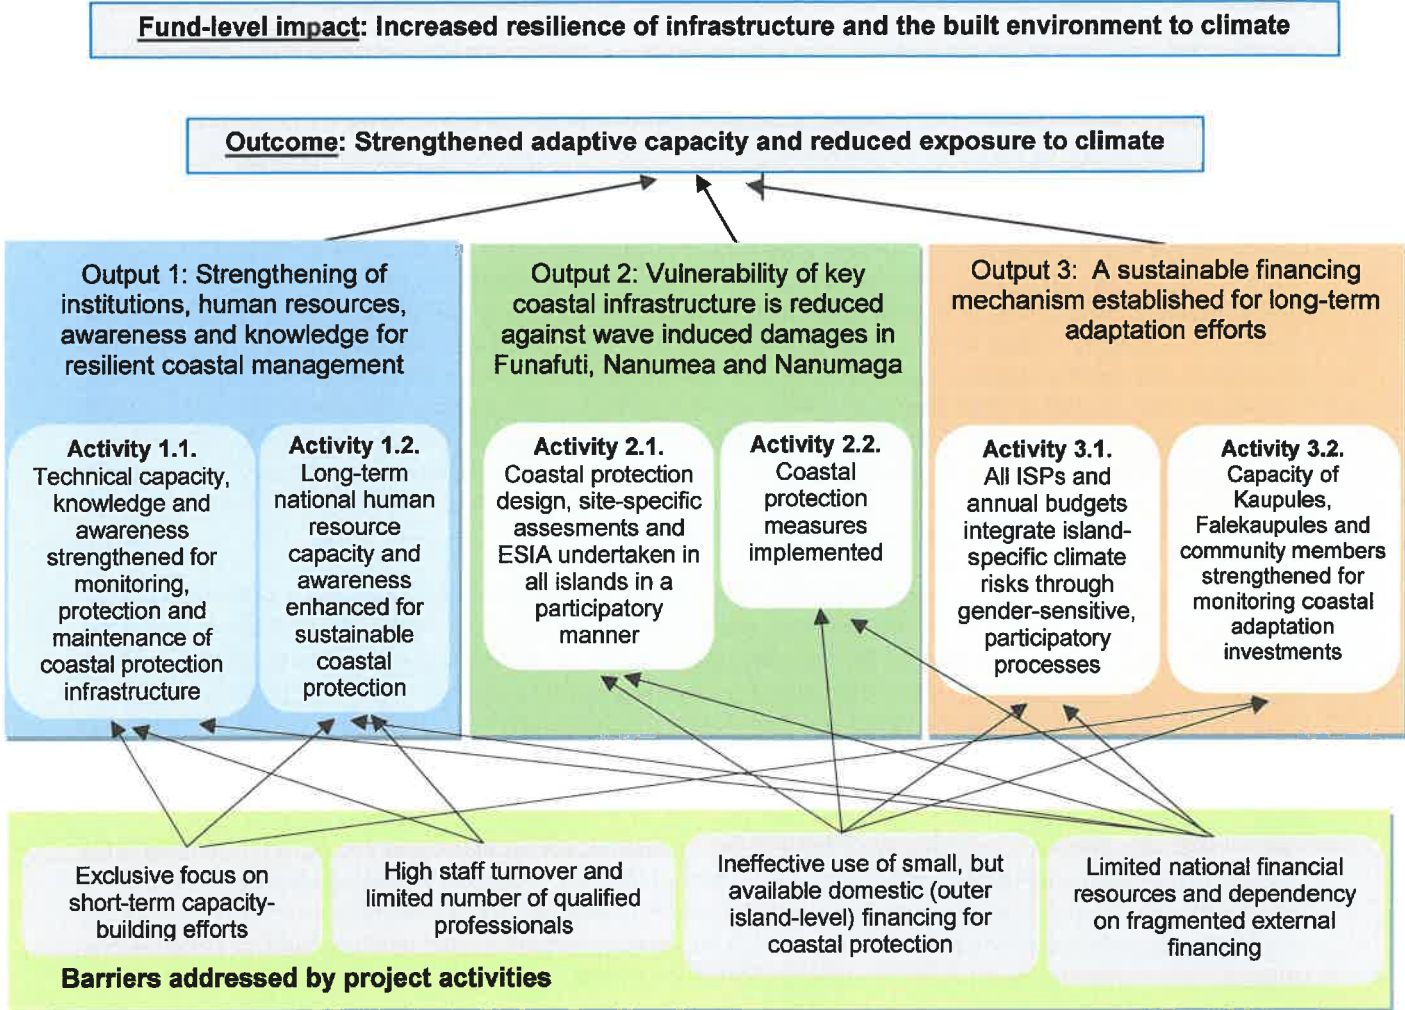 Fund-level impact: Increased resilience of infrastructure and the built environment to climate
Outcome: Strengthened adaptive capacity and reduced exposure to climate
Output 1: Strengthening of
institutions, human resources,
awareness and knowledge for
resilient coastal management
Activity 1.1.
Technical capacity,
knowledge and
awareness
strengthened for
monitoring,
protection and
maintenance of
coastal protection
infrastructure
Activity 1.2.
Long-term
national human
resource
capacity and
awareness
enhanced for
sustainable
coastal
protection
Output 2: Vulnerability of key
coastal infrastructure is reduced
against wave induced damages in
Funafuti, Nanumea and Nanumaga
Activity 2.1.
Coastal protection
design, site-specific
assesments and
ESIA undertaken in
all islands in a
participatory
manner
Activity 2.2.
Coastal
protection
measures
implemented
Output 3: A sustainable financing
mechanism established for long-term
adaptation efforts
Activity 3.1.
All ISPs and
annual budgets
integrate island-
specific climate
risks through
gender-sensitive,
participatory
processes
Activity 3.2.
Capacity of
Kaupules,
Falekaupules and
community members
strengthened for
monitoring coastal
adaptation
investments
Exclusive focus on
short-term capacity-
building efforts
High staff turnover and
limited number of qualified
professionals
Ineffective use of small, but
available domestic (outer
island-level) financing for
coastal protection
Limited national financial
resources and dependency
on fragmented external
financing
Barriers addressed by project activities